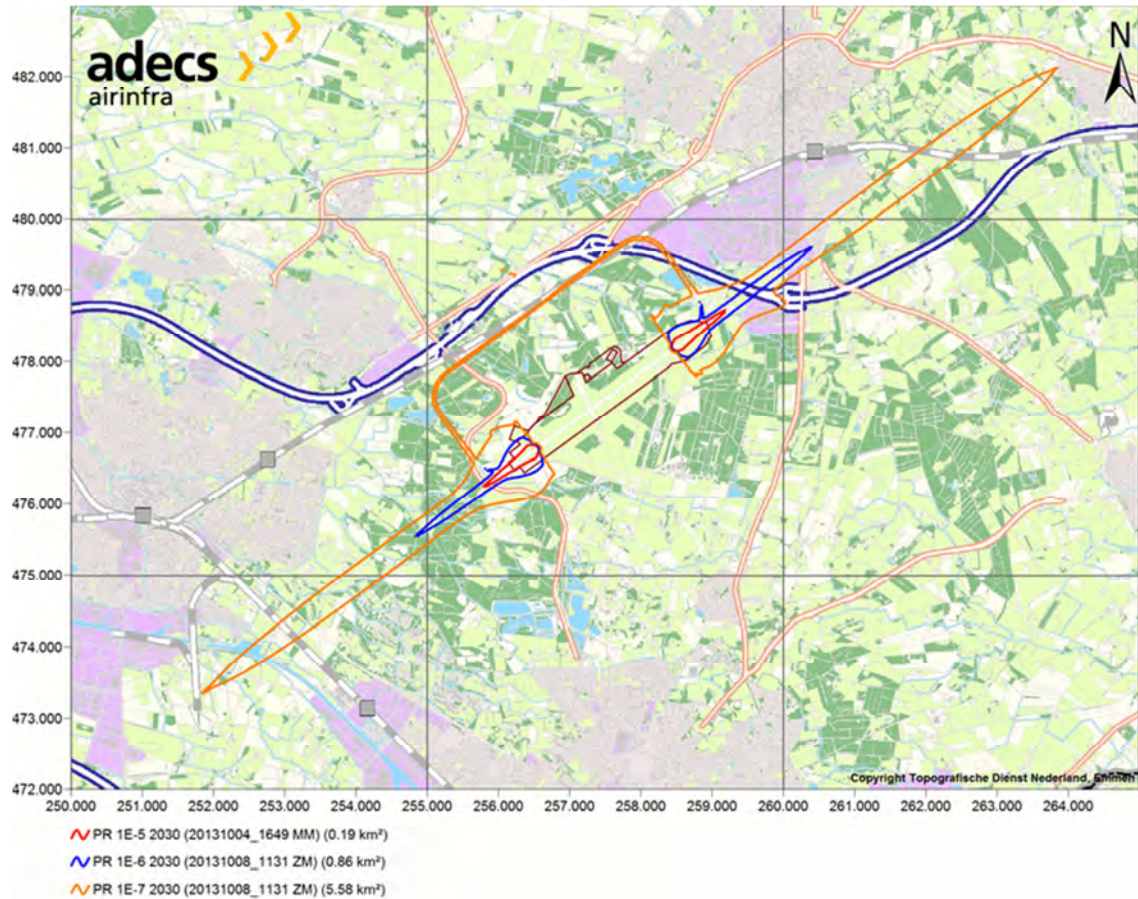 adecs
airinfra
N
482.000
481.000
480.000
479.000
478.000
477.000
476.000
475.000
474.000
473.000
472.000
Copyright Topografische Dienst Nederland, Emmen
250.000 251.000 252.000 253.000 254.000 255.000 256.000 257.000 258.000 259.000 260.000 261.000 262.000 263.000 264.000
PR 1E-5 2030 (20131004_1649 MM) (0.19 km²)
PR 1E-6 2030 (20131008_1131 ZM) (0.86 km²)
PR 1E-7 2030 (20131008_1131 ZM) (5.58 km²)